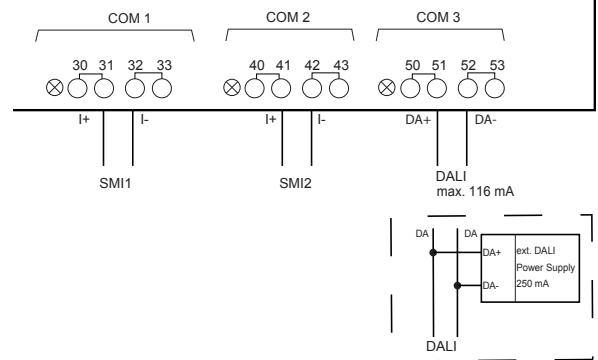 COM 1 COM 2 COM 3
30 31 32 33 40 41 42 43 50 51 52 53
I+ I- I+ I- DA+ DA-
SMI1 SMI2 DALI
max. 116 mA
DA DA
DA+ ext. DALI
Power Supply
DA- 250 mA
DALI